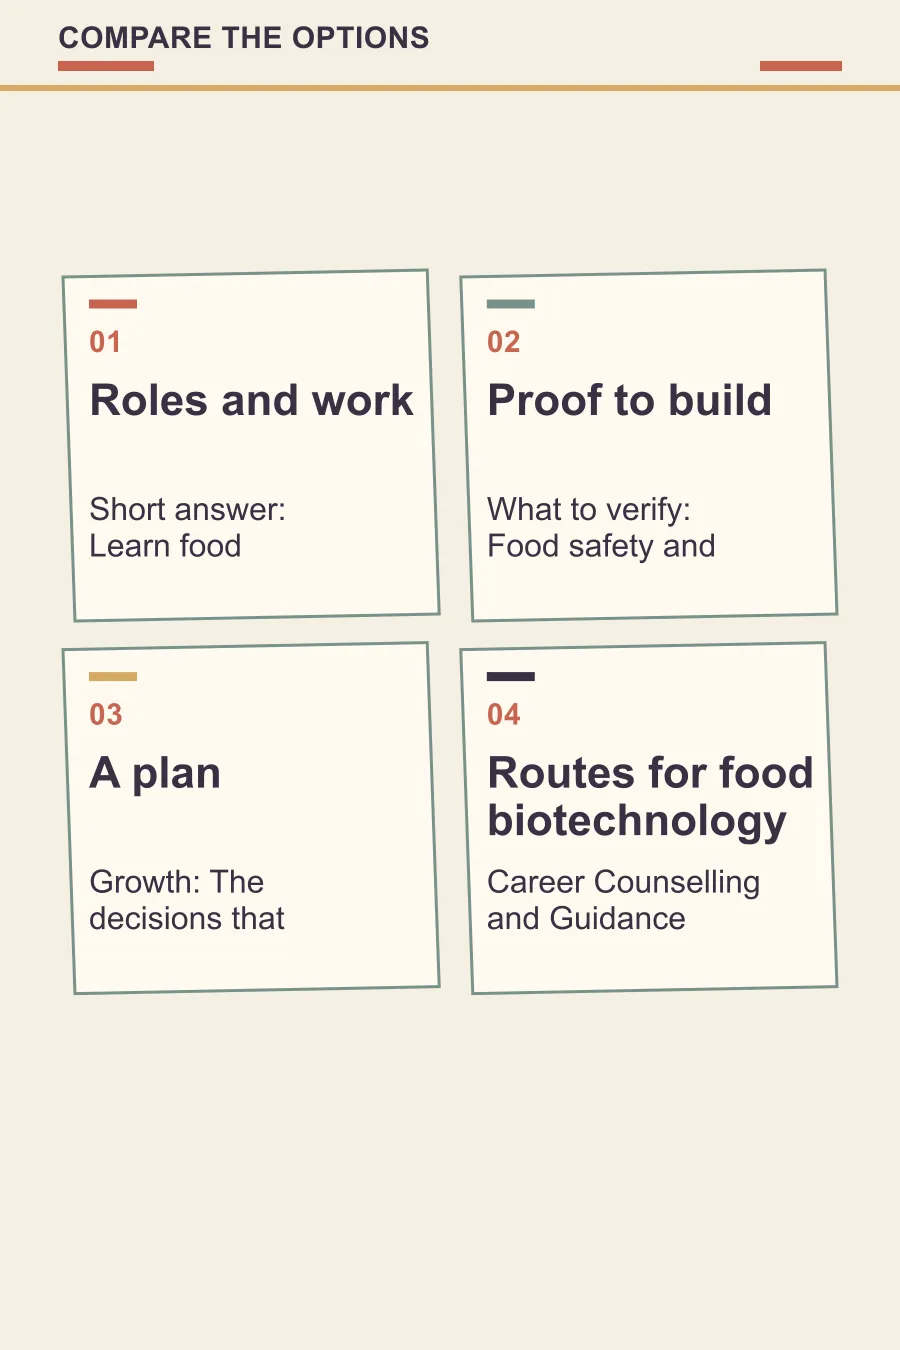 COMPARE THE OPTIONS
01
Roles and work
Short answer:
Learn food
02
Proof to build
What to verify:
Food safety and
03
A plan
Growth: The
decisions that
04
Routes for food
biotechnology
Career Counselling
and Guidance